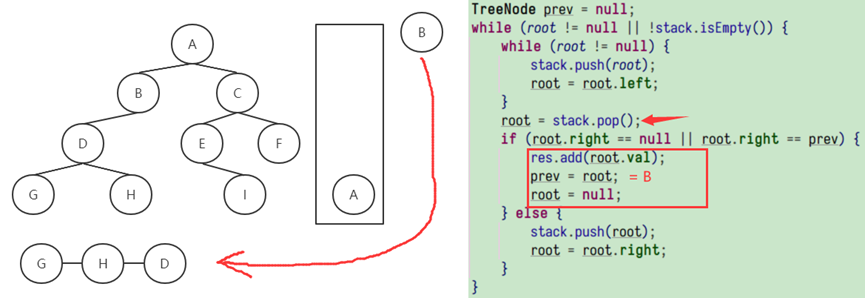 B
A
B
C
D
E
F
G
H
I
A
G
H
D
TreeNode prev = null;
while (root != null || !stack.isEmpty()) {
while (root != null) {
stack.push(root);
root = root.left;
}
root = stack.pop();
if (root.right == null || root.right == prev) {
res.add(root.val);
prev = root; = B
root = null;
} else {
stack.push(root);
root = root.right;
}
}